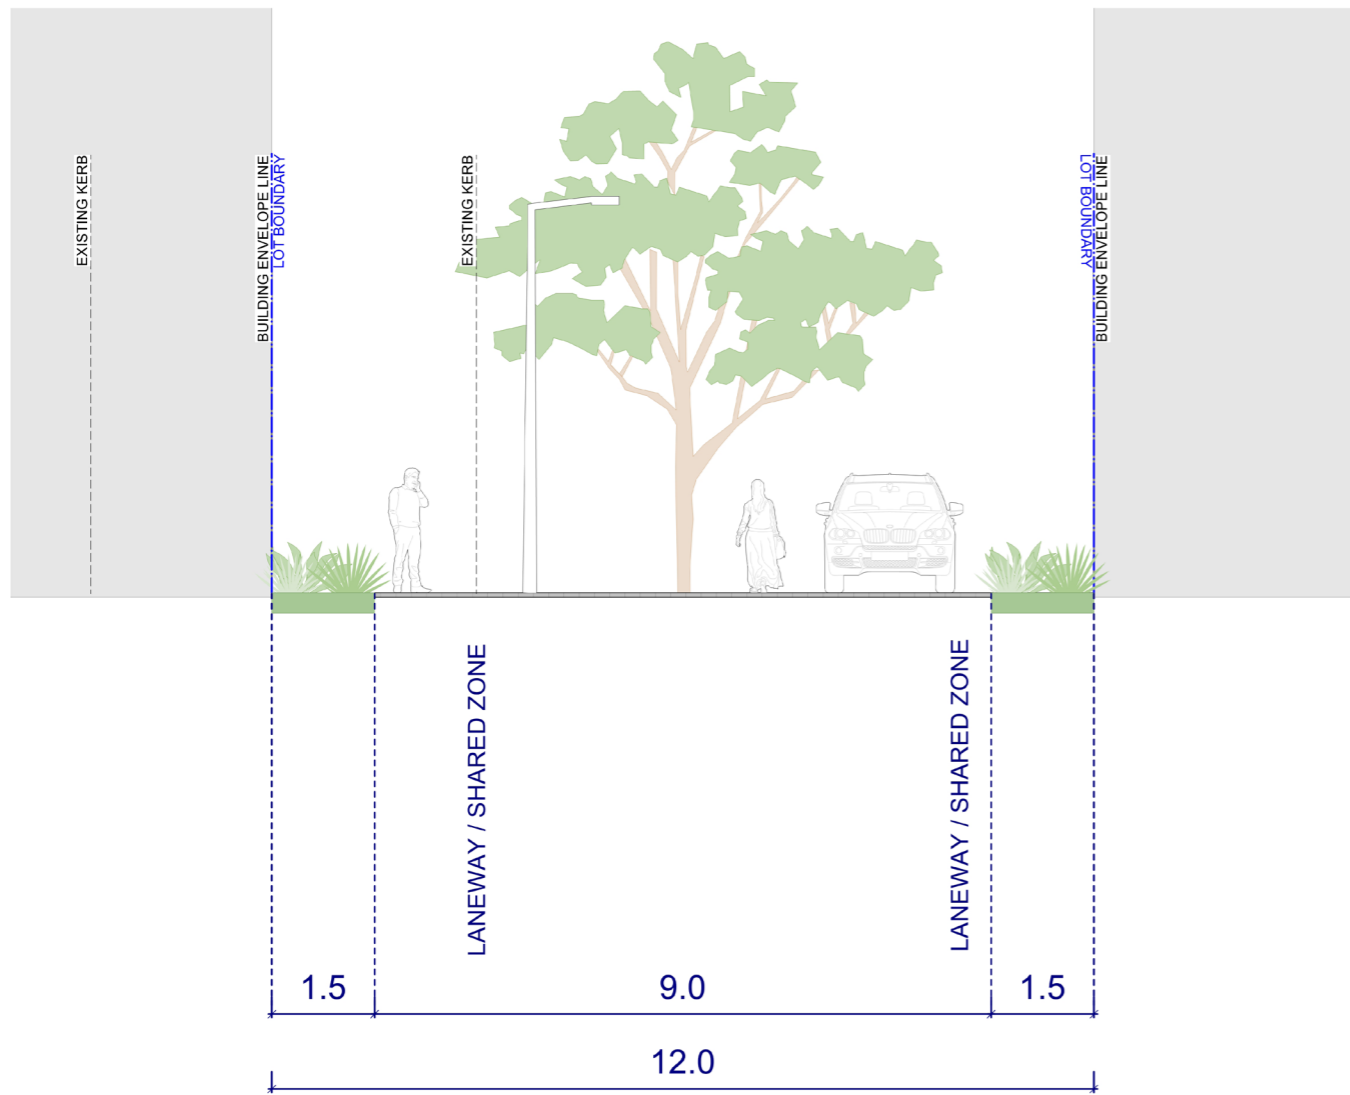 EXISTING KERB
BUILDING ENVELOPE LINE
LOT BOUNDARY
EXISTING KERB
LOT BOUNDARY
BUILDING ENVELOPE LINE
LANEWAY / SHARED ZONE
LANEWAY / SHARED ZONE
1.5
9.0
1.5
12.0